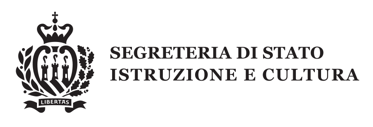 SEGRETERIA DI STATO
ISTRUZIONE E CULTURA
LIBERTAS